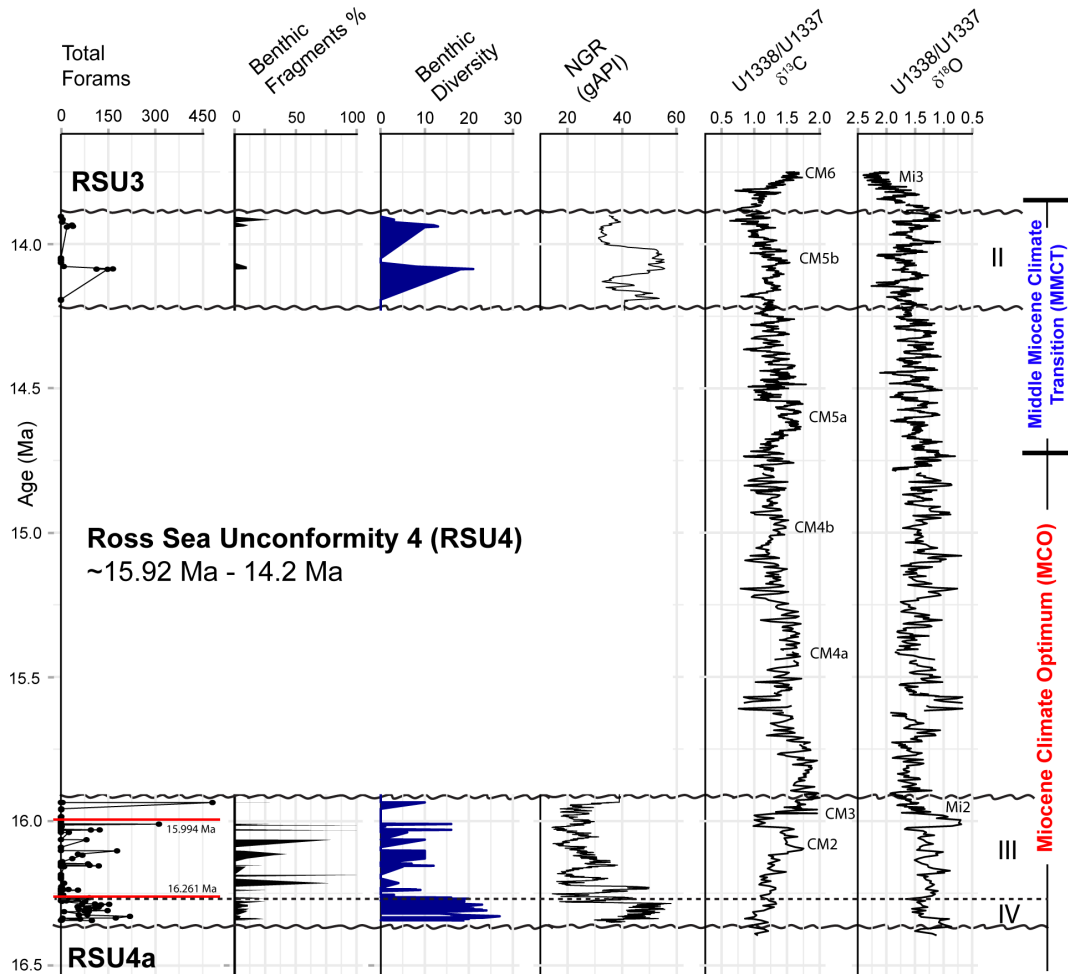 Total
Forams
Benthic
Fragments %
Benthic
Diversity
NGR
(gAPI)
U1338/U1337
δ13C
U1338/U1337
δ18O
0 150 300 450
0 50 100
0 10 20 30
20 40 60
0.5 1.0 1.5 2.0
2.5 2.0 1.5 1.0 0.5
RSU3
CM6
Mi3
14.0
CM5b
II
14.5
CM5a
Age (Ma)
Middle Miocene Climate
Transition (MMCT)
15.0
CM4b
Ross Sea Unconformity 4 (RSU4)
~15.92 Ma - 14.2 Ma
15.5
CM4a
Miocene Climate Optimum (MCO)
16.0
15.994 Ma
CM3
Mi2
CM2
III
16.261 Ma
IV
RSU4a
16.5